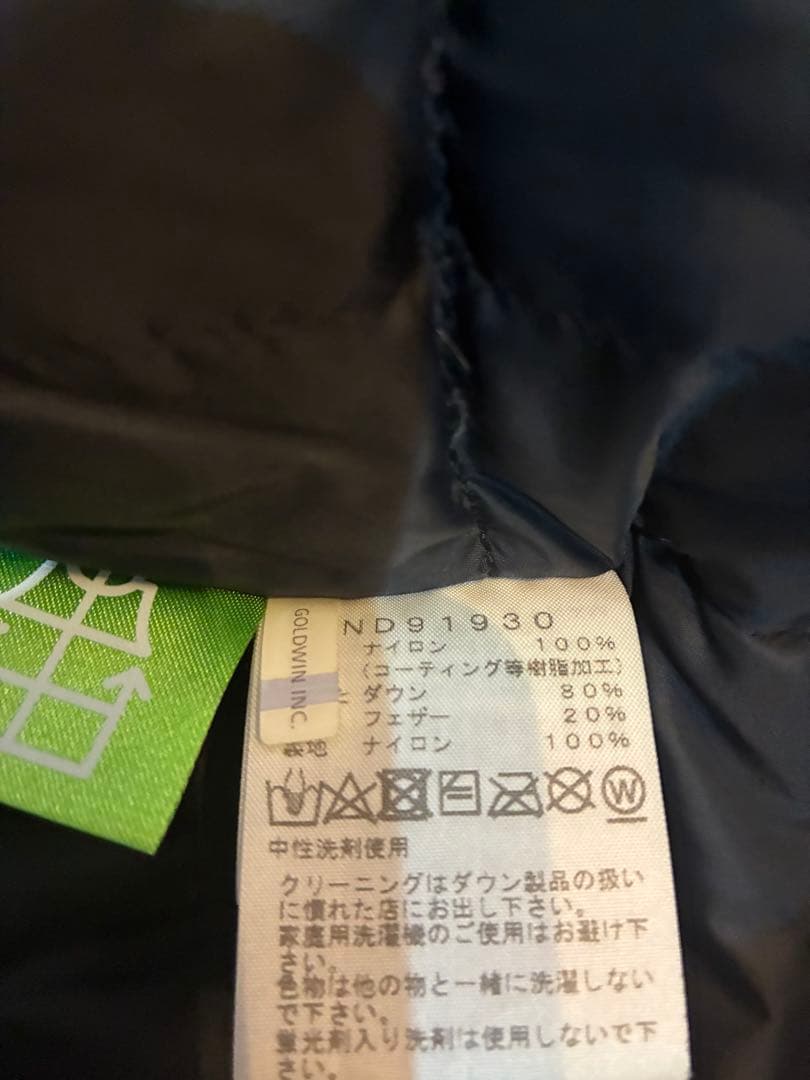 GOLDWIN INC.
ND91930
ナイロン 100%
(コーティング等樹脂加工)
ダウン 80%
フェザー 20%
裏地 ナイロン 100%
W
中性洗剤使用
クリーニングはダウン製品の扱い
に慣れた店にお出し下さい。
家庭用洗濯機のご使用はお避け下
さい。
色物は他の物と一緒に洗濯しない
で下さい。
蛍光剤入り洗剤は使用しないで下
さい。